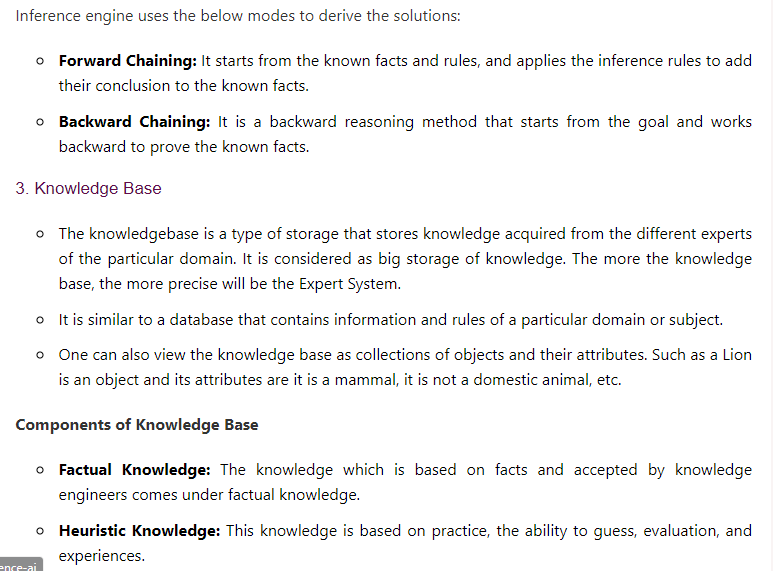 Inference engine uses the below modes to derive the solutions:
Forward Chaining: It starts from the known facts and rules, and applies the inference rules to add
their conclusion to the known facts.
Backward Chaining: It is a backward reasoning method that starts from the goal and works
backward to prove the known facts.
3. Knowledge Base
The knowledgebase is a type of storage that stores knowledge acquired from the different experts
of the particular domain. It is considered as big storage of knowledge. The more the knowledge
base, the more precise will be the Expert System.
It is similar to a database that contains information and rules of a particular domain or subject.
One can also view the knowledge base as collections of objects and their attributes. Such as a Lion
is an object and its attributes are it is a mammal, it is not a domestic animal, etc.
Components of Knowledge Base
Factual Knowledge: The knowledge which is based on facts and accepted by knowledge
engineers comes under factual knowledge.
Heuristic Knowledge: This knowledge is based on practice, the ability to guess, evaluation, and
experiences.